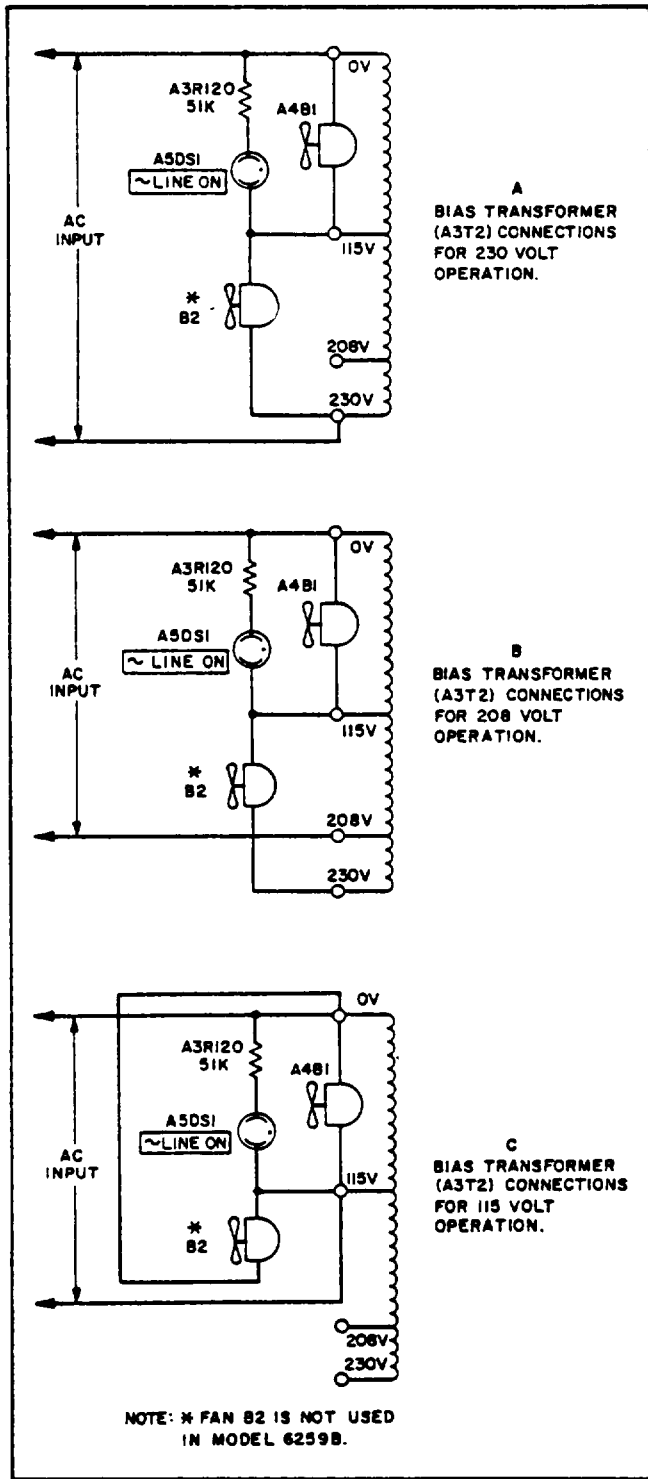 0V
A3R120
51K
A4B1
A5DS1
~LINE ON
AC
INPUT
115V
*
B2
208V
230V
A
BIAS TRANSFORMER
(A3T2) CONNECTIONS
FOR 230 VOLT
OPERATION.
0V
A3R120
51K
A4B1
A5DS1
~ LINE ON
AC
INPUT
115V
*
B2
208V
230V
B
BIAS TRANSFORMER
(A3T2) CONNECTIONS
FOR 208 VOLT
OPERATION.
0V
A3R120
51K
A4B1
A5DS1
~LINE ON
AC
INPUT
115V
*
B2
208V
230V
C
BIAS TRANSFORMER
(A3T2) CONNECTIONS
FOR 115 VOLT
OPERATION.
NOTE: * FAN B2 IS NOT USED
IN MODEL 6259B.